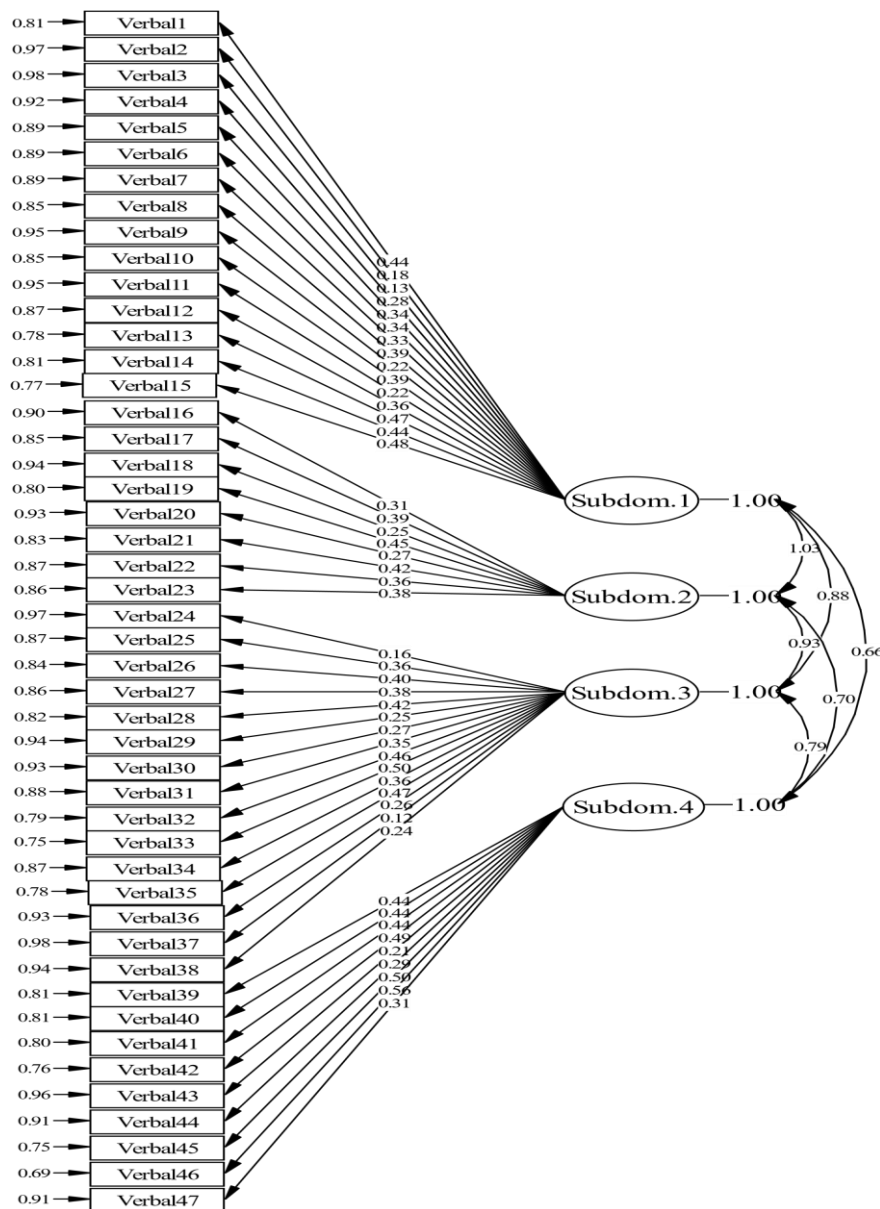 0.81 Verbal1
0.97 Verbal2
0.98 Verbal3
0.92 Verbal4
0.89 Verbal5
0.89 Verbal6
0.89 Verbal7
0.85 Verbal8
0.95 Verbal9
0.85 Verbal10
0.95 Verbal11
0.87 Verbal12
0.78 Verbal13
0.81 Verbal14
0.77 Verbal15
0.90 Verbal16
0.85 Verbal17
0.94 Verbal18
0.80 Verbal19
0.93 Verbal20
0.83 Verbal21
0.87 Verbal22
0.86 Verbal23
0.97 Verbal24
0.87 Verbal25
0.84 Verbal26
0.86 Verbal27
0.82 Verbal28
0.94 Verbal29
0.93 Verbal30
0.88 Verbal31
0.79 Verbal32
0.75 Verbal33
0.87 Verbal34
0.78 Verbal35
0.93 Verbal36
0.98 Verbal37
0.94 Verbal38
0.81 Verbal39
0.81 Verbal40
0.80 Verbal41
0.76 Verbal42
0.96 Verbal43
0.91 Verbal44
0.75 Verbal45
0.69 Verbal46
0.91 Verbal47
0.44
0.18
0.13
0.28
0.34
0.34
0.33
0.39
0.22
0.39
0.22
0.36
0.47
0.44
0.48
0.31
0.39
0.25
0.45
0.27
0.42
0.36
0.38
0.16
0.36
0.40
0.38
0.42
0.25
0.27
0.35
0.46
0.50
0.36
0.47
0.26
0.12
0.24
0.44
0.44
0.44
0.49
0.21
0.29
0.50
0.56
0.31
Subdom.1 1.00
Subdom.2 1.00
Subdom.3 1.00
Subdom.4 1.00
1.03
0.88
0.93
0.66
0.70
0.79